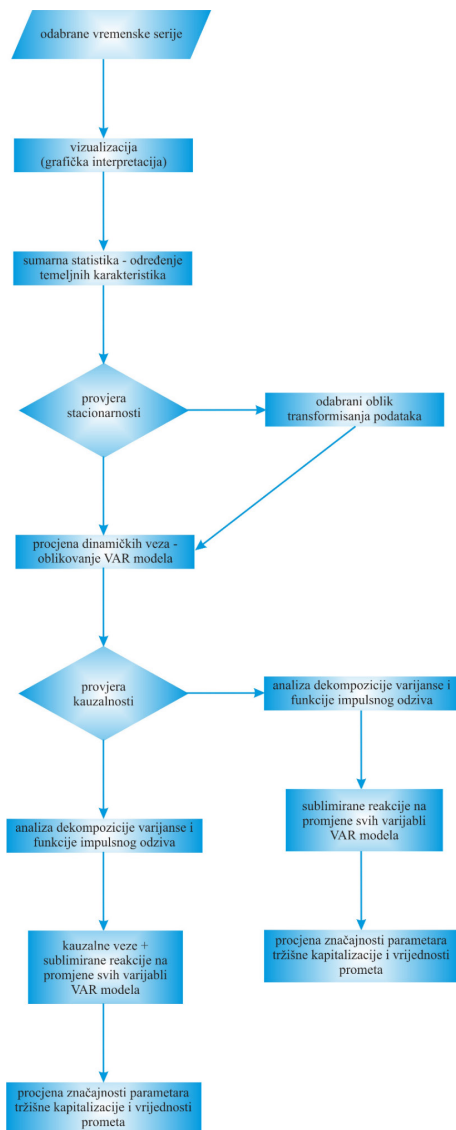 odabrane vremenske serije
vizualizacija
(grafička interpretacija)
sumarna statistika - određenje
temeljnih karakteristika
provjera
stacionarnosti
odabrani oblik
transformisanja podataka
procjena dinamičkih veza -
oblikovanje VAR modela
provjera
kauzalnosti
analiza dekompozicije varijanse i
funkcije impulsnog odziva
sublimirane reakcije na
promjene svih varijabli
VAR modela
procjena značajnosti parametara
tržišne kapitalizacije i vrijednosti
prometa
analiza dekompozicije varijanse i
funkcije impulsnog odziva
kauzalne veze +
sublimirane reakcije na
promjene svih varijabli
VAR modela
procjena značajnosti parametara
tržišne kapitalizacije i vrijednosti
prometa